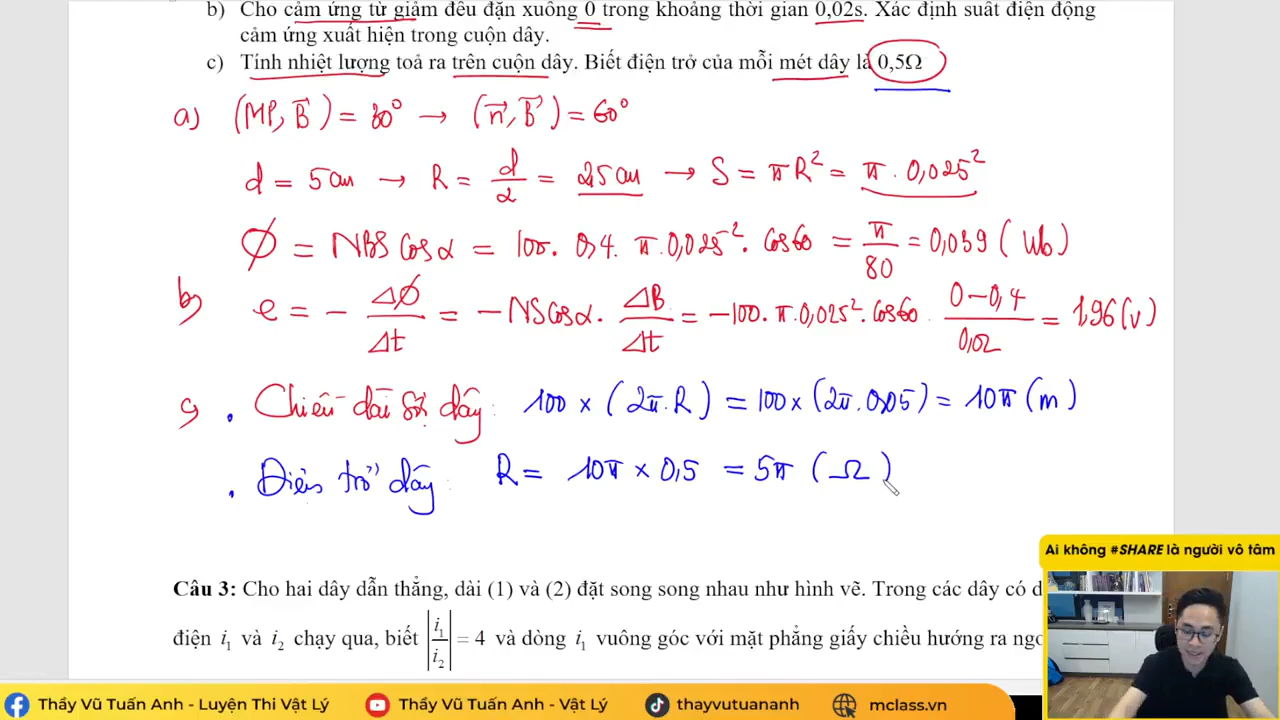 b) Cho cảm ứng từ giảm đều đặn xuống 0 trong khoảng thời gian 0,02s. Xác định suất điện động
cảm ứng xuất hiện trong cuộn dây.
c) Tính nhiệt lượng toả ra trên cuộn dây. Biết điện trở của mỗi mét dây là 0,5Ω
a) (MP, B⃗) = 30° → (n⃗, B⃗) = 60°
d = 5cm → R = d/2 = 2,5cm → S = πR² = π . 0,025²
Ø = NBS cosα = 100. 0,4. π.0,025². cos60 = π/80 = 0,039 (Wb)
b) e = - ΔØ/Δt = -NS cosα. ΔB/Δt = -100. π.0,025². cos60 . (0-0,4)/0,02 = 1,96 (V)
c) . Chiều dài sợi dây: 100 × (2π.R) = 100 × (2π.0,05) = 10π (m)
. Điện trở dây: R = 10π × 0,5 = 5π (Ω)
Ai không #SHARE là người vô tâm
Câu 3: Cho hai dây dẫn thẳng, dài (1) và (2) đặt song song nhau như hình vẽ. Trong các dây có d
điện i₁ và i₂ chạy qua, biết |i₁/i₂| = 4 và dòng i₁ vuông góc với mặt phẳng giấy chiều hướng ra ngo
Thầy Vũ Tuấn Anh - Luyện Thi Vật Lý Thầy Vũ Tuấn Anh - Vật Lý thayvutuananh mclass.vn